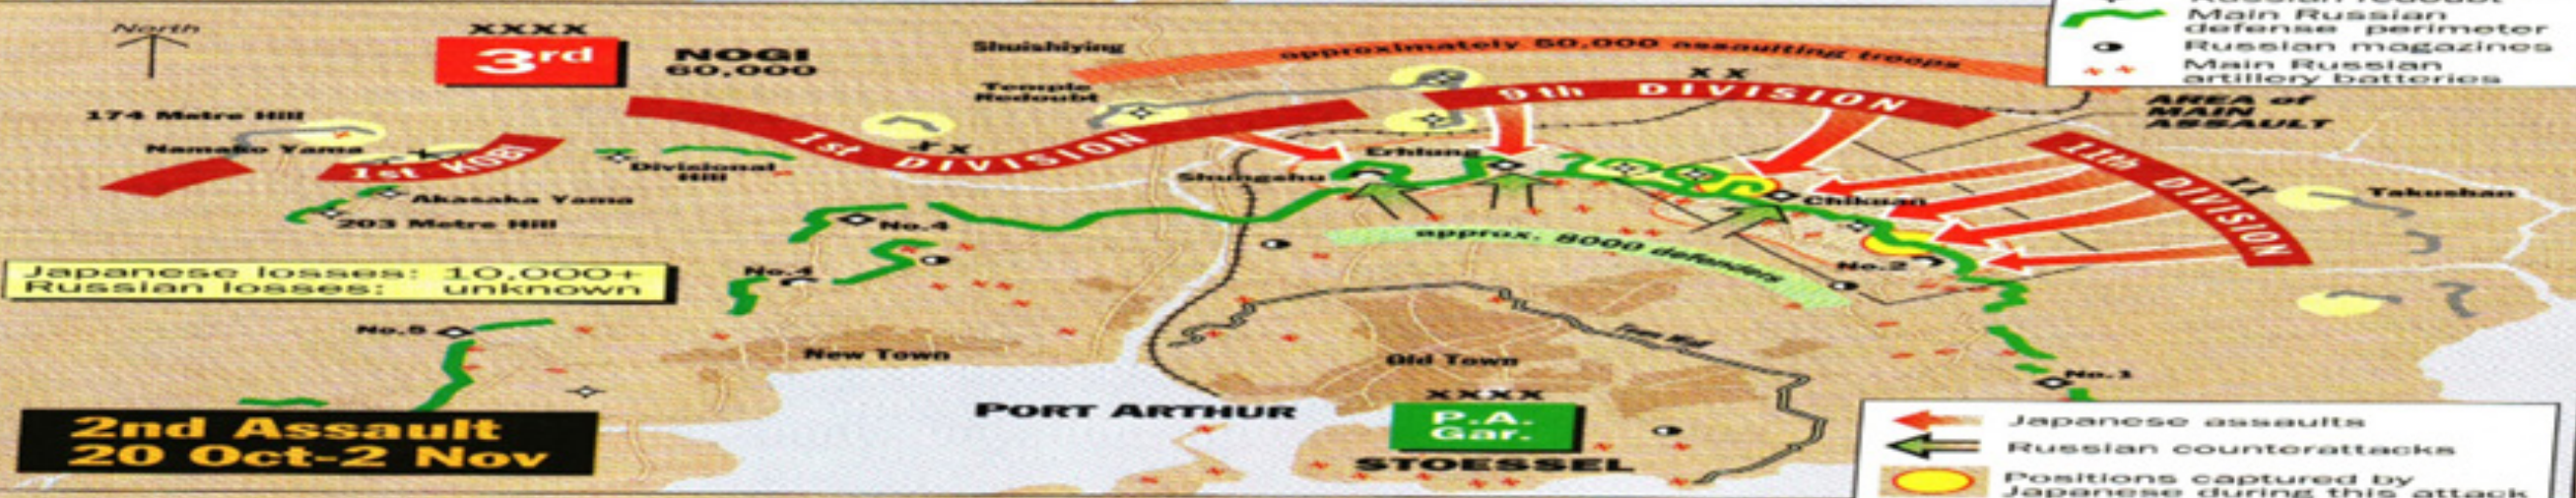 North
XXXX
3rd
NOGI
60,000
Shuishiying
Temple
Redoubt
approximately 50,000 assaulting troops
Russian redoubt
Main Russian
defense perimeter
Russian magazines
Main Russian
artillery batteries
AREA of
MAIN
ASSAULT
174 Metre Hill
Namako Yama
1st KOBI
X
Akasaka Yama
203 Metre Hill
Divisional
Hill
1st DIVISION
X X
9th DIVISION
X X
11th DIVISION
II
Takushan
Erhlung
Shungshu
Chikuan
No.4
No.4
approx. 8000 defenders
No.2
Japanese losses: 10,000+
Russian losses: unknown
No.5
New Town
Old Town
Town Wall
No.1
PORT ARTHUR
XXXX
P.A.
Gar.
STOESSEL
2nd Assault
20 Oct-2 Nov
Japanese assaults
Russian counterattacks
Positions captured by
Japanese during this attack